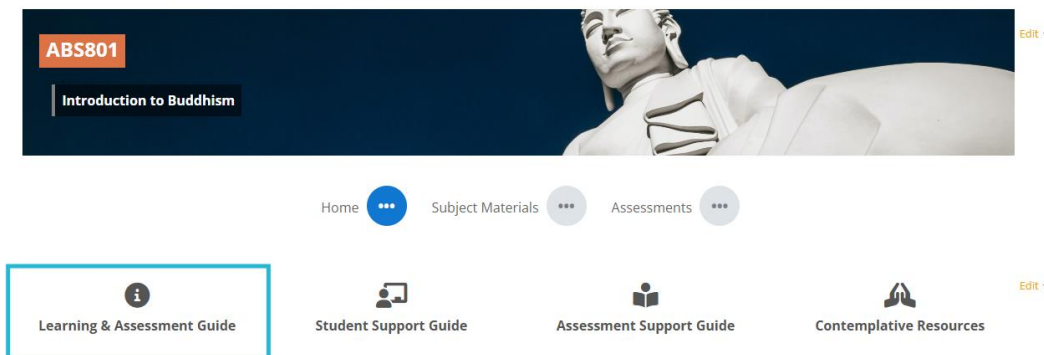 ABS801
Edit
Introduction to Buddhism
Home ••• Subject Materials ••• Assessments •••
Edit
Learning & Assessment Guide Student Support Guide Assessment Support Guide Contemplative Resources